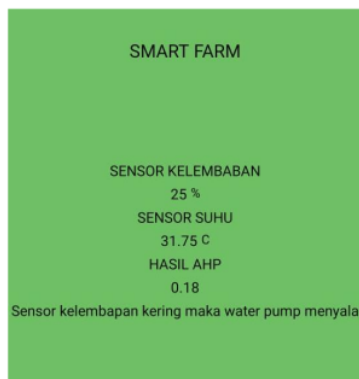 SMART FARM
SENSOR KELEMBABAN
25 %
SENSOR SUHU
31.75 C
HASIL AHP
0.18
Sensor kelembapan kering maka water pump menyala